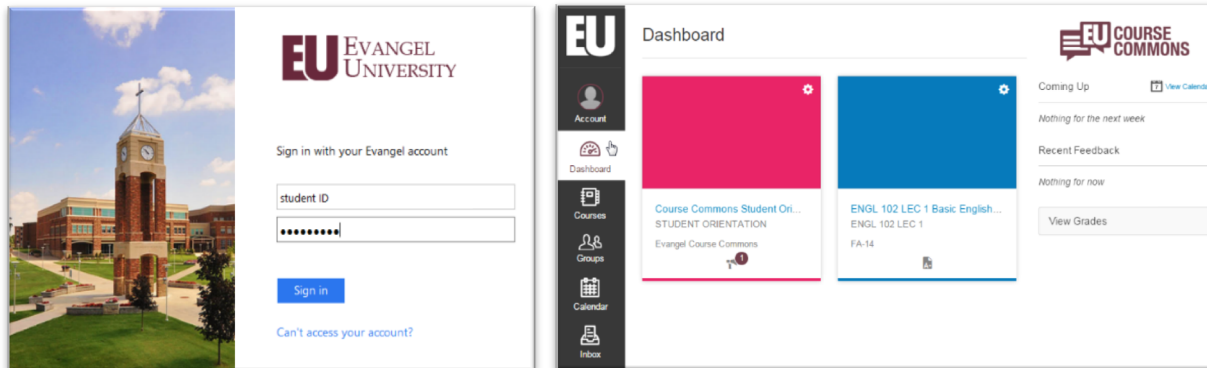 EU EVANGEL
UNIVERSITY
Sign in with your Evangel account
student ID
Sign in
Can't access your account?
EU
Account
Dashboard
Courses
Groups
Calendar
Inbox
Dashboard
Course Commons Student Ori...
STUDENT ORIENTATION
Evangel Course Commons
1
ENGL 102 LEC 1 Basic English...
ENGL 102 LEC 1
FA-14
EU COURSE
COMMONS
Coming Up
7 View Calenda
Nothing for the next week
Recent Feedback
Nothing for now
View Grades